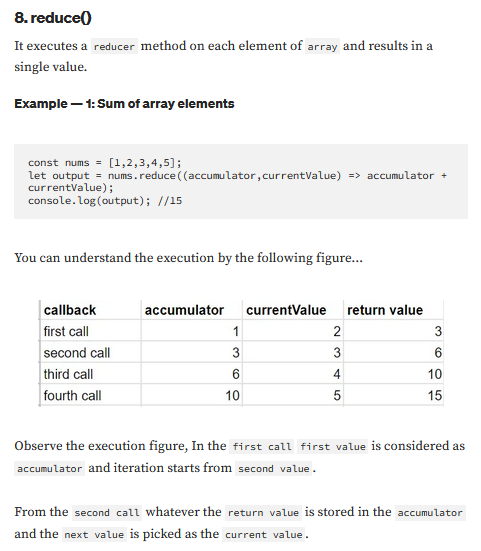 8. reduce()
It executes a reducer method on each element of array and results in a
single value.
Example — 1: Sum of array elements
const nums = [1,2,3,4,5];
let output = nums.reduce((accumulator,currentValue) => accumulator +
currentValue);
console.log(output); //15
You can understand the execution by the following figure...
callback accumulator currentValue return value
first call 1 2 3
second call 3 3 6
third call 6 4 10
fourth call 10 5 15
Observe the execution figure, In the first call first value is considered as
accumulator and iteration starts from second value.
From the second call whatever the return value is stored in the accumulator
and the next value is picked as the current value.